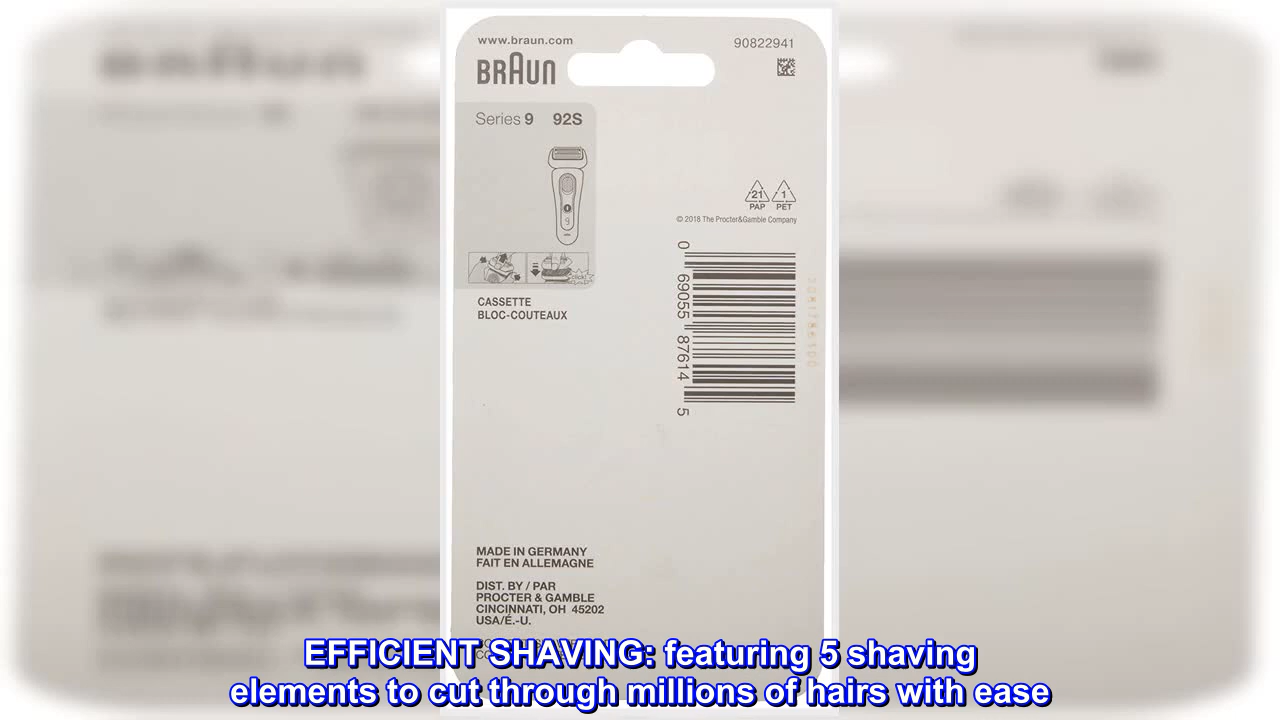 www.braun.com
90822941
BRAUN
Series 9 92S
21 1
PAP PET
© 2018 The Procter&Gamble Company
0 69055 87614 5
CASSETTE
BLOC-COUTEAUX
MADE IN GERMANY
FAIT EN ALLEMAGNE
DIST. BY / PAR
PROCTER & GAMBLE
CINCINNATI, OH 45202
USA/É.-U.
EFFICIENT SHAVING: featuring 5 shaving
elements to cut through millions of hairs with ease